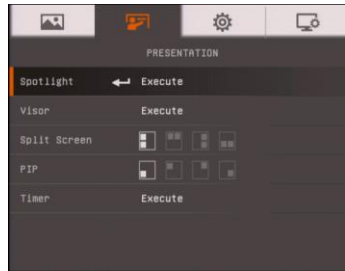 PRESENTATION
Spotlight Execute
Visor Execute
Split Screen
PIP
Timer Execute